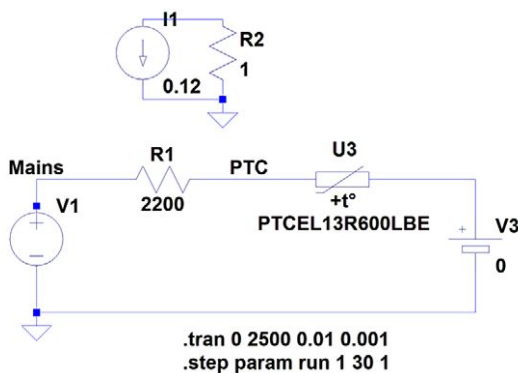 I1
R2
1
0.12
Mains
R1
PTC
U3
V1
2200
+t°
PTCEL13R600LBE
+
V3
0
+
.tran 0 2500 0.01 0.001
.step param run 1 30 1